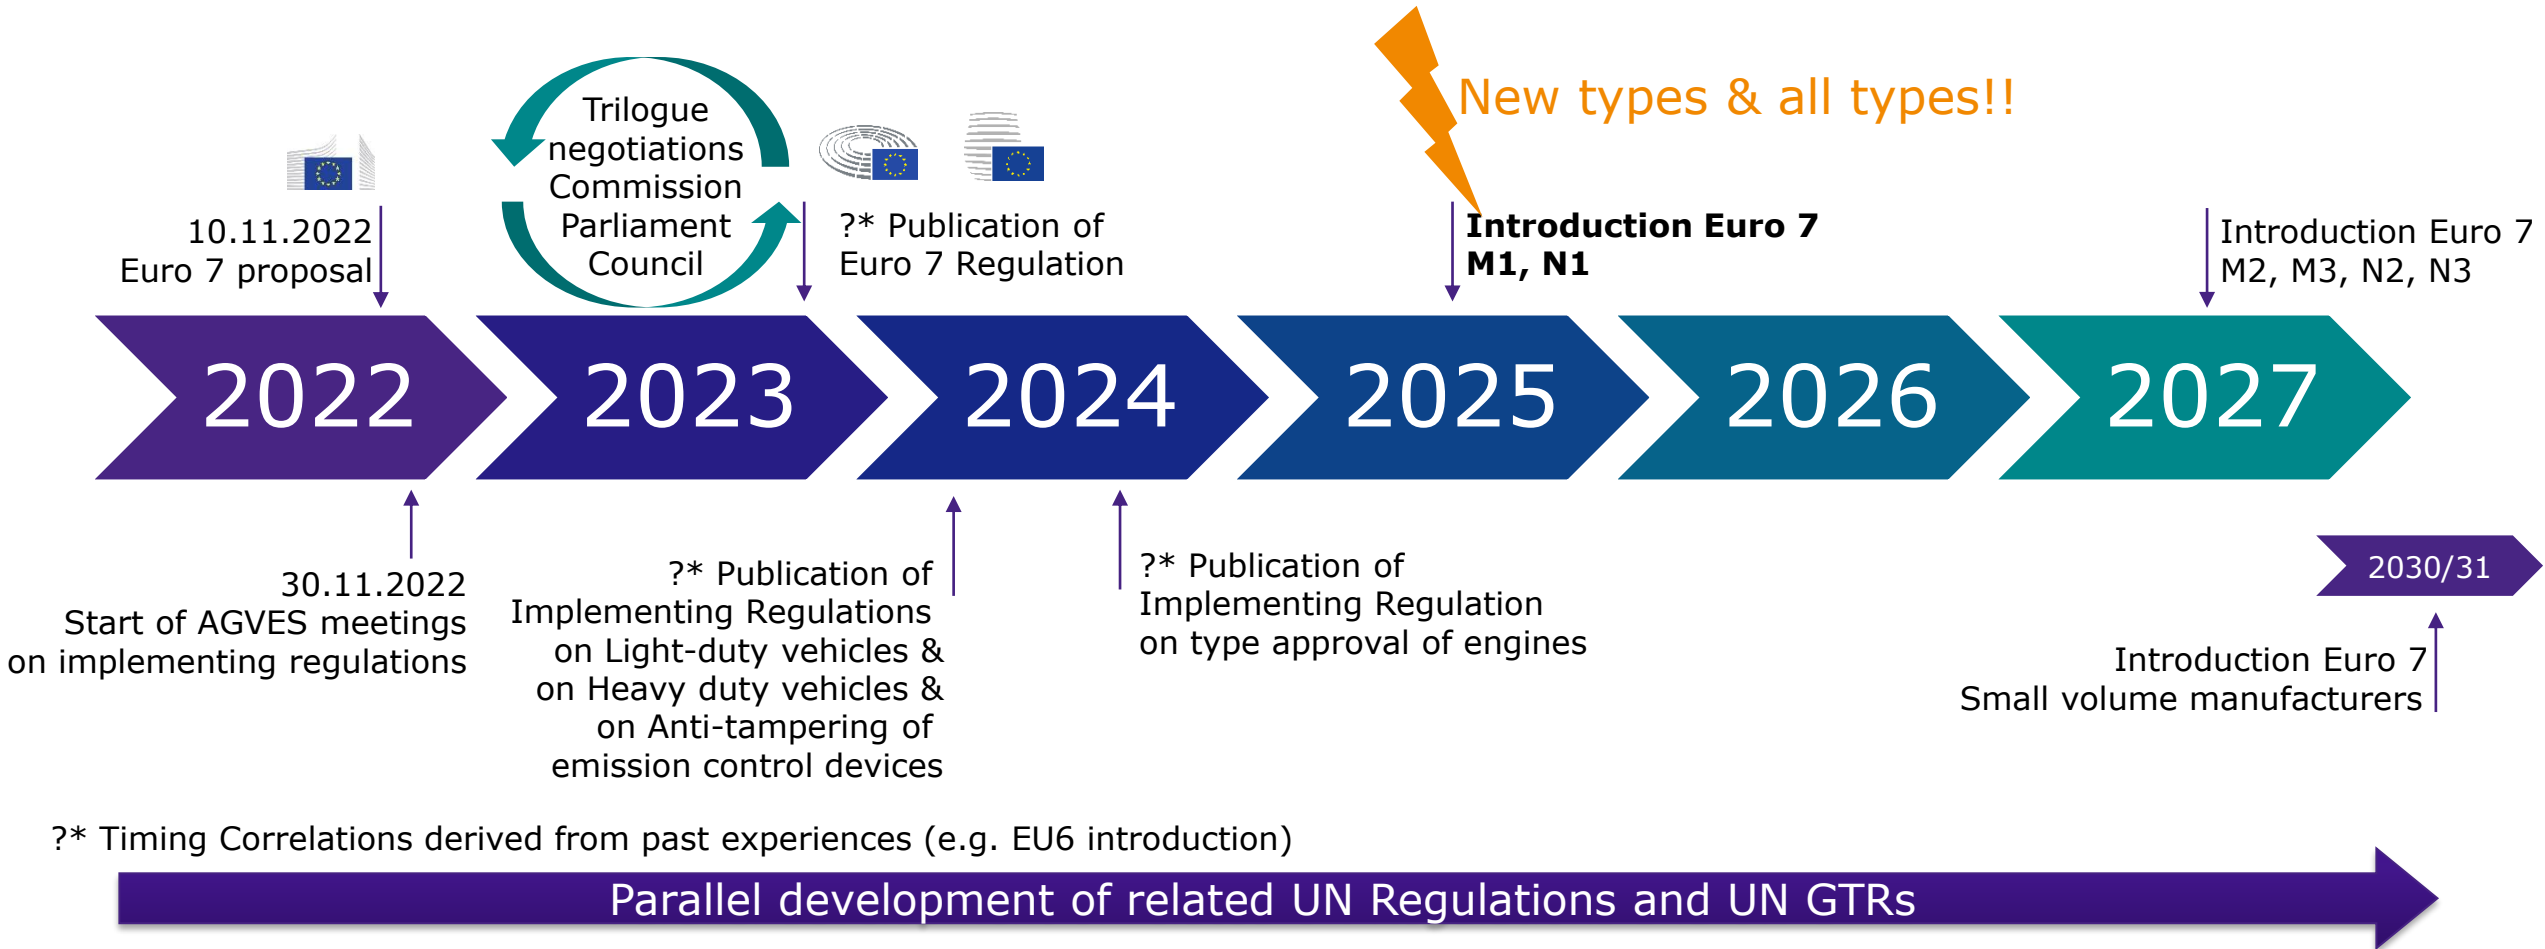 New types & all types!!
Trilogue
negotiations
Commission
Parliament
Council
10.11.2022
Euro 7 proposal
?* Publication of
Euro 7 Regulation
Introduction Euro 7
M1, N1
Introduction Euro 7
M2, M3, N2, N3
2022
2023
2024
2025
2026
2027
30.11.2022
Start of AGVES meetings
on implementing regulations
?* Publication of
Implementing Regulations
on Light-duty vehicles &
on Heavy duty vehicles &
on Anti-tampering of
emission control devices
?* Publication of
Implementing Regulation
on type approval of engines
2030/31
Introduction Euro 7
Small volume manufacturers
?* Timing Correlations derived from past experiences (e.g. EU6 introduction)
Parallel development of related UN Regulations and UN GTRs